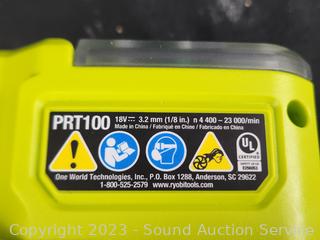 PRT100 18V⎓ 3.2 mm (1/8 in.) n 4 400 ~ 23 000/min
Made in China / Fabriqué en Chine / Fabricado en China
UL
CERTIFIED
One World Technologies, Inc., P.O. Box 1288, Anderson, SC 29622
1-800-525-2579 www.ryobitools.com
Copyright 2023 - Sound Auction Service